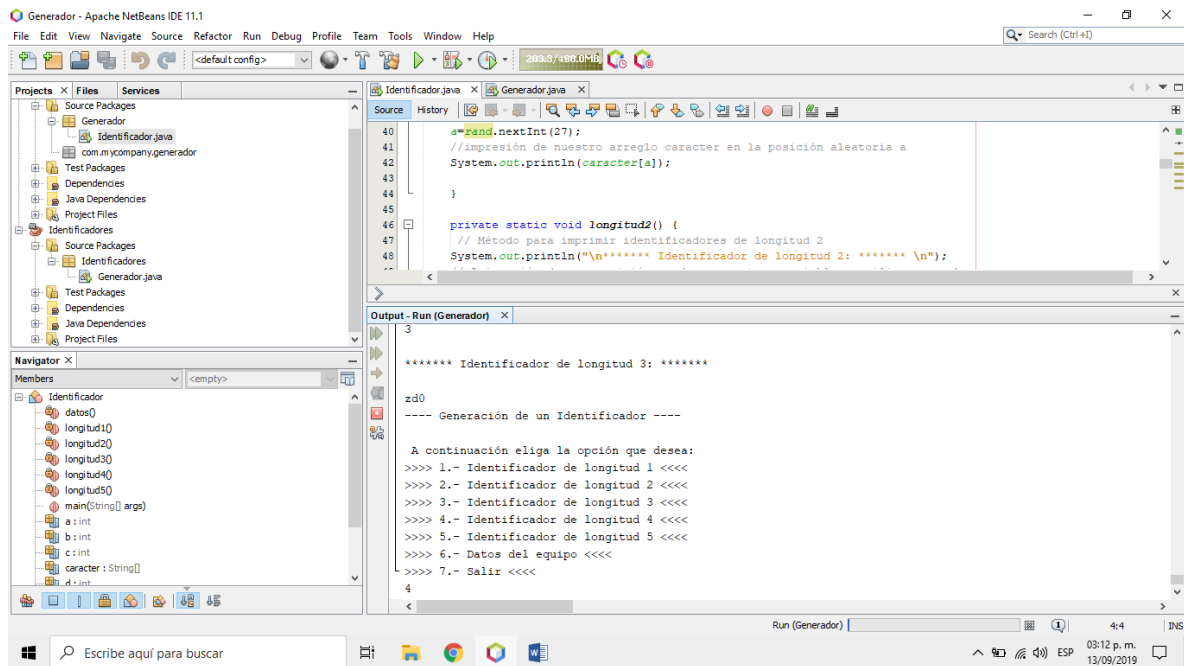 Generador - Apache NetBeans IDE 11.1
File Edit View Navigate Source Refactor Run Debug Profile Team Tools Window Help
Search (Ctrl+I)
<default config>
203.3/498.0MB
Projects Files Services
Source Packages
Generador
Identificador.java
com.mycompany.generador
Test Packages
Dependencies
Java Dependencies
Project Files
Identificadores
Source Packages
Identificadores
Generador.java
Test Packages
Dependencies
Java Dependencies
Project Files
Navigator
Members
<empty>
Identificador
datos()
longitud1()
longitud2()
longitud3()
longitud4()
longitud5()
main(String[] args)
a : int
b : int
c : int
caracter : String[]
d : int
Identificador.java Generador.java
Source History
40 a=rand.nextInt(27);
41 //impresión de nuestro arreglo caracter en la posición aleatoria a
42 System.out.println(caracter[a]);
43
44 }
45
46 private static void longitud2() {
47 // Método para imprimir identificadores de longitud 2
48 System.out.println("\n******* Identificador de longitud 2: ******* \n");
Output - Run (Generador)
3
******* Identificador de longitud 3: *******
zd0
---- Generación de un Identificador ----
A continuación eliga la opción que desea:
>>>> 1.- Identificador de longitud 1 <<<<
>>>> 2.- Identificador de longitud 2 <<<<
>>>> 3.- Identificador de longitud 3 <<<<
>>>> 4.- Identificador de longitud 4 <<<<
>>>> 5.- Identificador de longitud 5 <<<<
>>>> 6.- Datos del equipo <<<<
>>>> 7.- Salir <<<<
4
Run (Generador)
4:4
INS
Escribe aquí para buscar
ESP
03:12 p. m.
13/09/2019